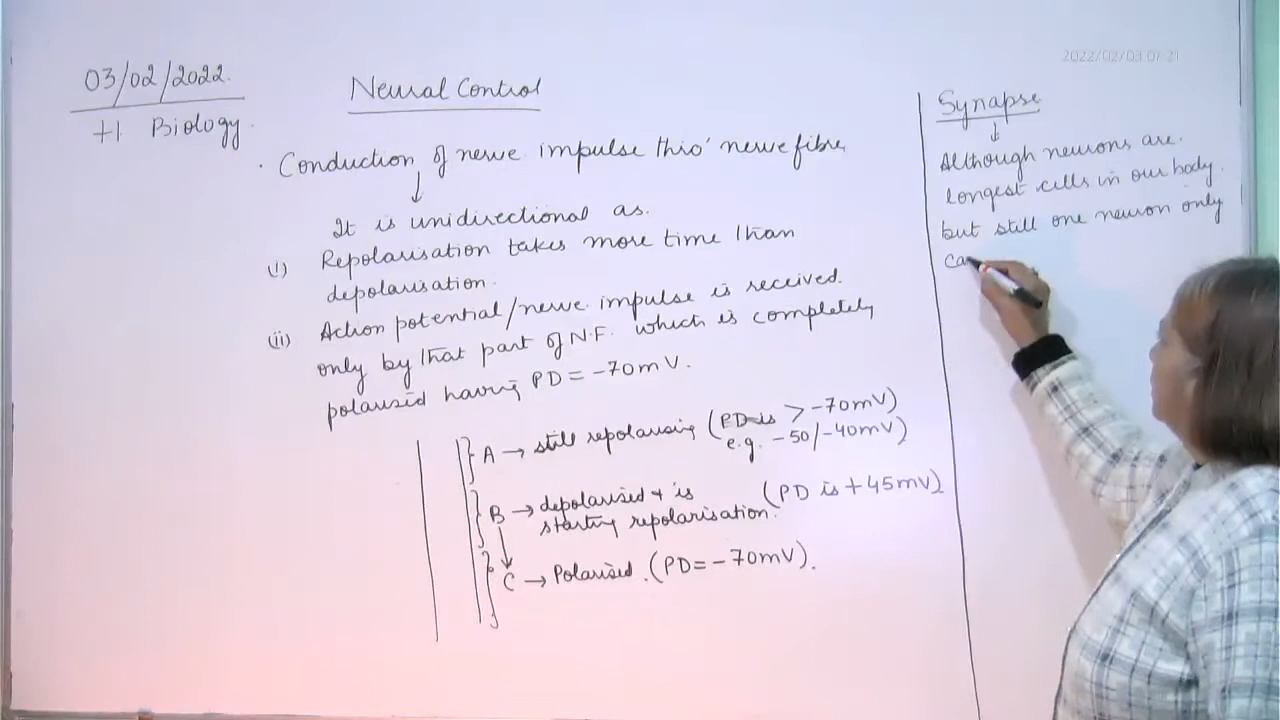 2022/02/03 07:21
03/02/2022.
+1 Biology.
Neural Control
· Conduction of nerve impulse thro' nerve fibre
↓
It is unidirectional as.
(i) Repolarisation takes more time than
depolarisation.
(ii) Action potential/nerve impulse is received.
only by that part of N.F. which is completely
polarised having PD = -70mV.
A → still repolarising (PD is > -70mV)
e.g. -50/-40mV)
B → depolarised & is (PD is +45mV)
starting repolarisation.
↓
C → Polarised. (PD = -70mV).
Synapse
↓
Although neurons are.
longest cells in our body.
but still one neuron only
ca